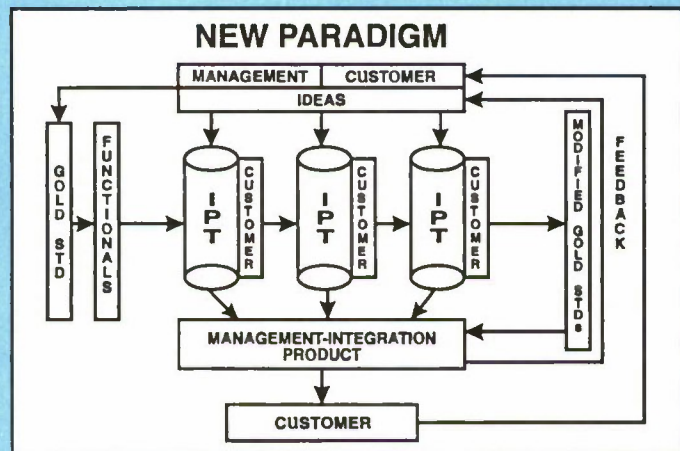 NEW PARADIGM
MANAGEMENT
CUSTOMER
IDEAS
GOLD STD
FUNCTIONALS
IPT
CUSTOMER
IPT
CUSTOMER
IPT
CUSTOMER
MODIFIED GOLD STDs
FEEDBACK
MANAGEMENT-INTEGRATION
PRODUCT
CUSTOMER